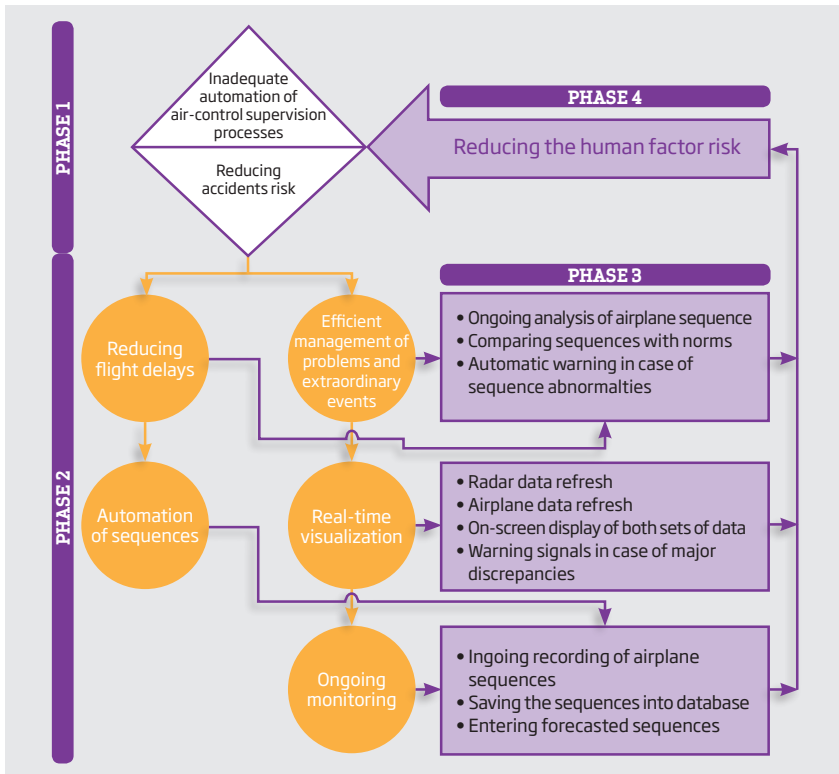 PHASE 1
Inadequate
automation of
air-control supervision
processes
Reducing
accidents risk
PHASE 4
Reducing the human factor risk
PHASE 2
Reducing
flight delays
Efficient
management of
problems and
extraordinary
events
PHASE 3
• Ongoing analysis of airplane sequence
• Comparing sequences with norms
• Automatic warning in case of
sequence abnormalties
Automation
of sequences
Real-time
visualization
• Radar data refresh
• Airplane data refresh
• On-screen display of both sets of data
• Warning signals in case of major
discrepancies
Ongoing
monitoring
• Ingoing recording of airplane
sequences
• Saving the sequences into database
• Entering forecasted sequences